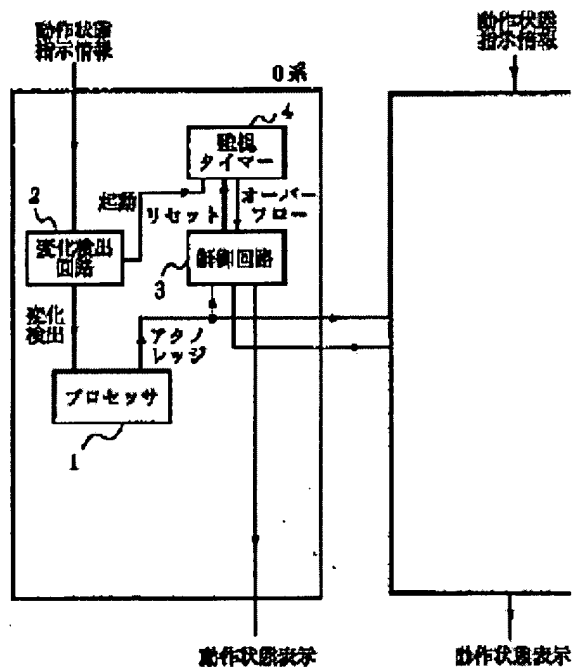 動作状態
指示情報
動作状態
指示情報
0系
4
監視
タイマー
起動
リセット
オーバー
フロー
2
変化検出
回路
制御回路
3
変化
検出
アクノ
レッジ
プロセッサ
1
動作状態表示
動作状態表示